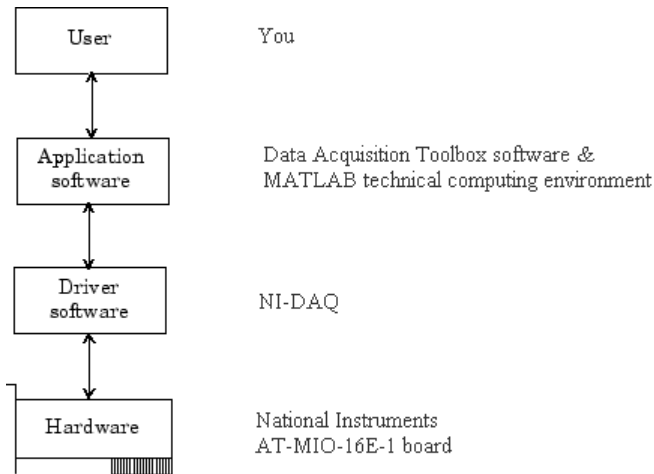 User
You
Application
software
Data Acquisition Toolbox software &
MATLAB technical computing environment
Driver
software
NI-DAQ
Hardware
National Instruments
AT-MIO-16E-1 board